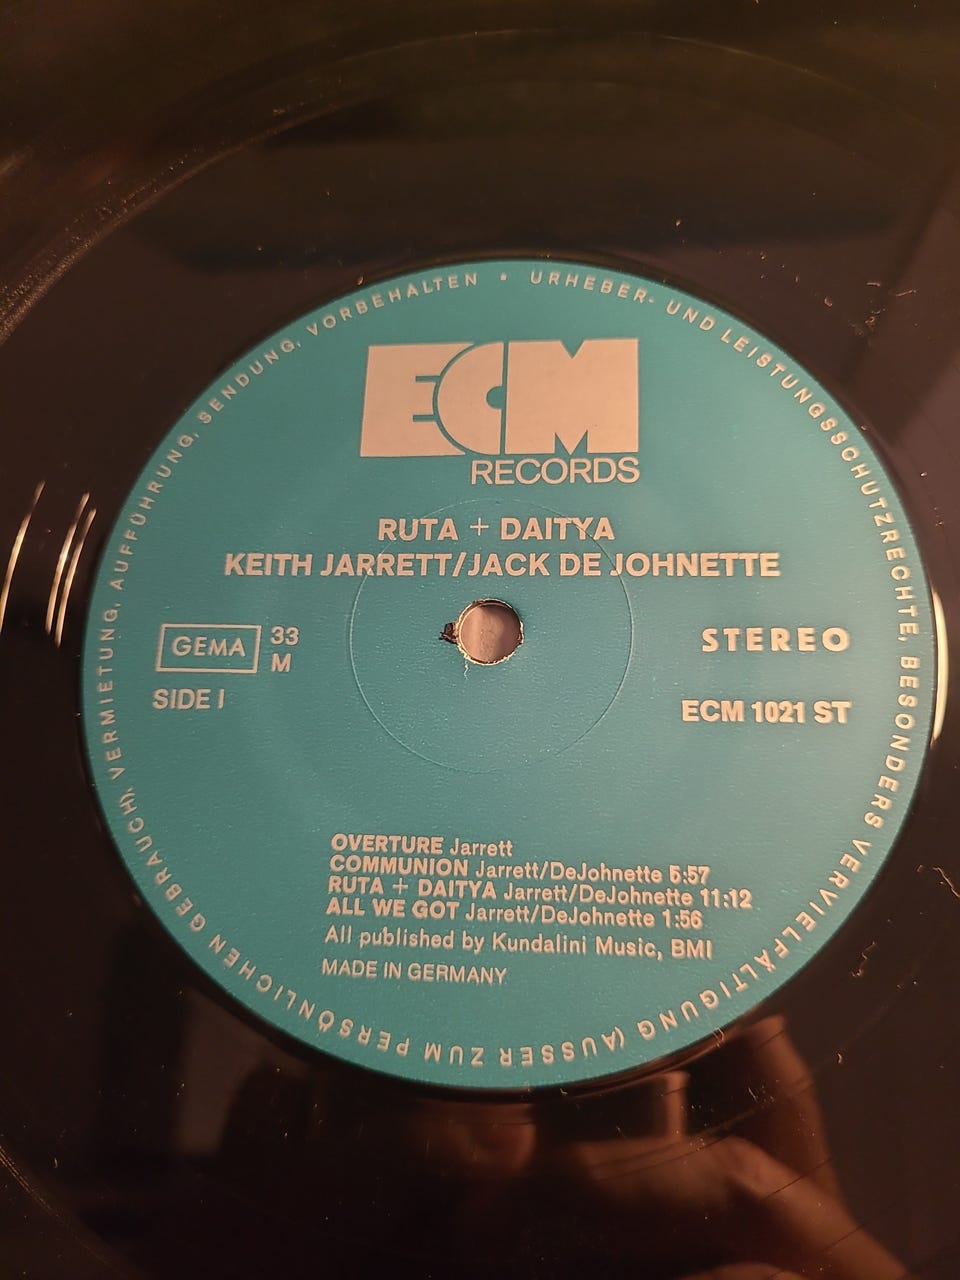 URHEBER- UND LEISTUNGSSCHUTZRECHTE, BESONDERS VERVIELFÄLTIGUNG (AUSSER ZUM PERSÖNLICHEN GEBRAUCH), VERMIETUNG, AUFFÜHRUNG, SENDUNG, VORBEHALTEN •
ECM
RECORDS
RUTA + DAITYA
KEITH JARRETT/JACK DE JOHNETTE
GEMA 33 STEREO
M
SIDE I ECM 1021 ST
OVERTURE Jarrett
COMMUNION Jarrett/DeJohnette 5:57
RUTA + DAITYA Jarrett/DeJohnette 11:12
ALL WE GOT Jarrett/DeJohnette 1:56
All published by Kundalini Music, BMI
MADE IN GERMANY